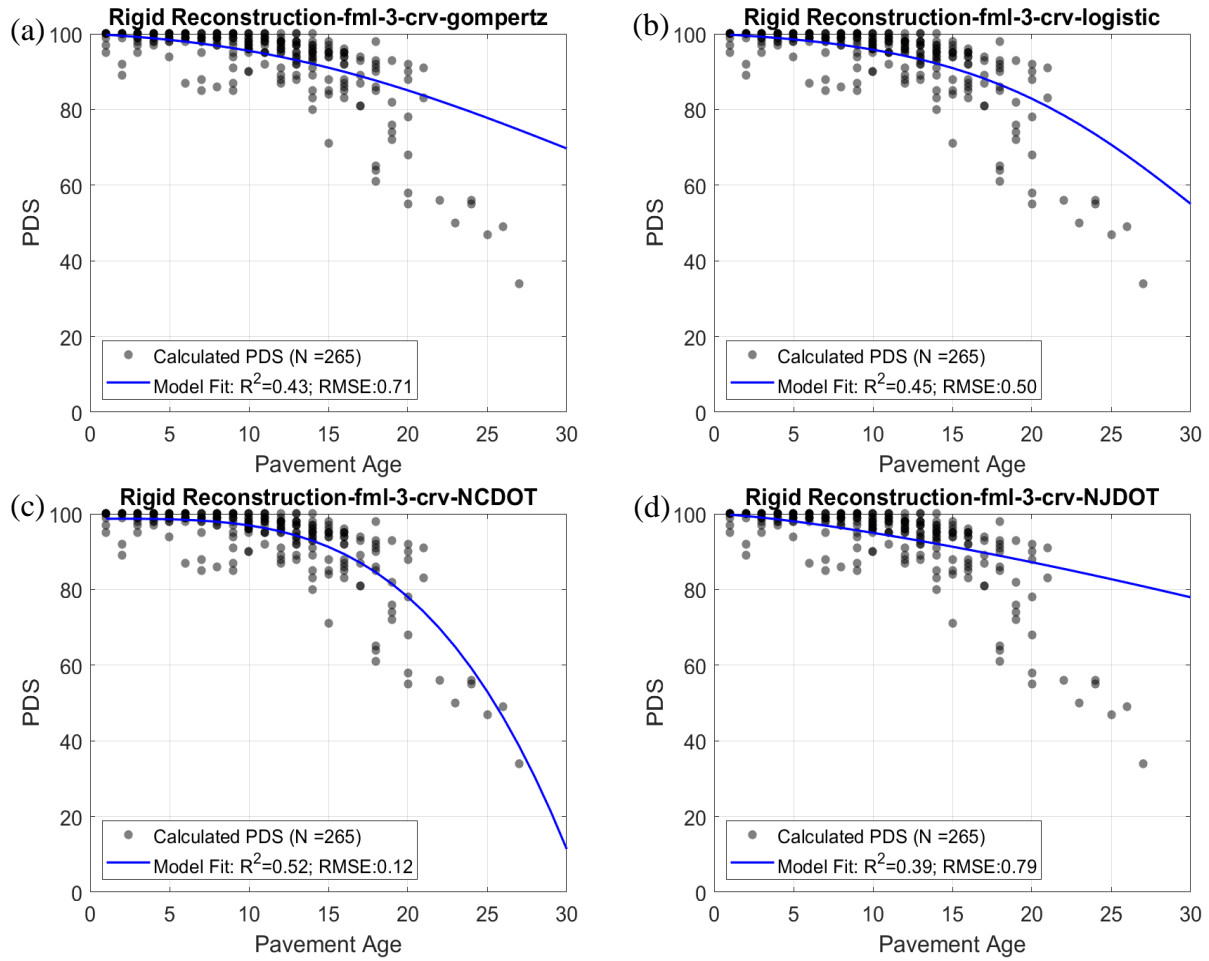 (a) Rigid Reconstruction-fml-3-crv-gompertz
100
80
60
40
20
0
PDS
Calculated PDS (N =265)
Model Fit: R²=0.43; RMSE:0.71
0 5 10 15 20 25 30
Pavement Age
(b) Rigid Reconstruction-fml-3-crv-logistic
100
80
60
40
20
0
PDS
Calculated PDS (N =265)
Model Fit: R²=0.45; RMSE:0.50
0 5 10 15 20 25 30
Pavement Age
(c) Rigid Reconstruction-fml-3-crv-NCDOT
100
80
60
40
20
0
PDS
Calculated PDS (N =265)
Model Fit: R²=0.52; RMSE:0.12
0 5 10 15 20 25 30
Pavement Age
(d) Rigid Reconstruction-fml-3-crv-NJDOT
100
80
60
40
20
0
PDS
Calculated PDS (N =265)
Model Fit: R²=0.39; RMSE:0.79
0 5 10 15 20 25 30
Pavement Age